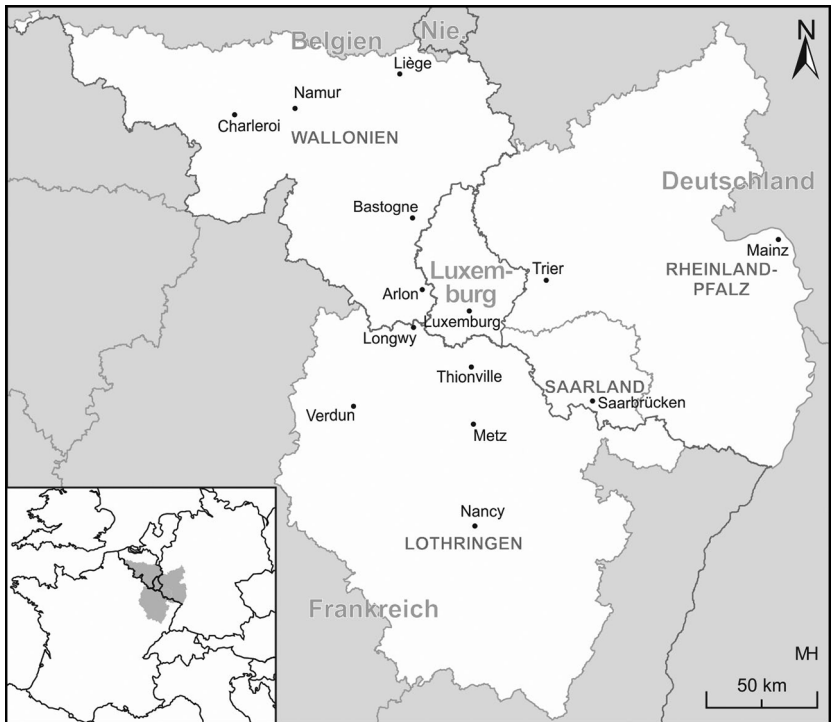 Belgien
Nie.
N
Liège
Namur
Charleroi
WALLONIEN
Deutschland
Bastogne
Mainz
Luxem-
burg
Trier
RHEINLAND-
PFALZ
Arlon
Luxemburg
Longwy
Thionville
SAARLAND
Saarbrücken
Verdun
Metz
Nancy
LOTHRINGEN
Frankreich
MH
50 km